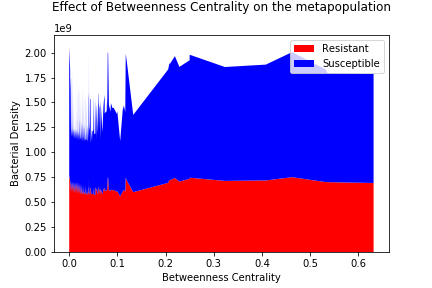 Effect of Betweenness Centrality on the metapopulation
1e9
2.00
1.75
1.50
1.25
1.00
0.75
0.50
0.25
0.00
Bacterial Density
Resistant
Susceptible
0.0 0.1 0.2 0.3 0.4 0.5 0.6
Betweenness Centrality